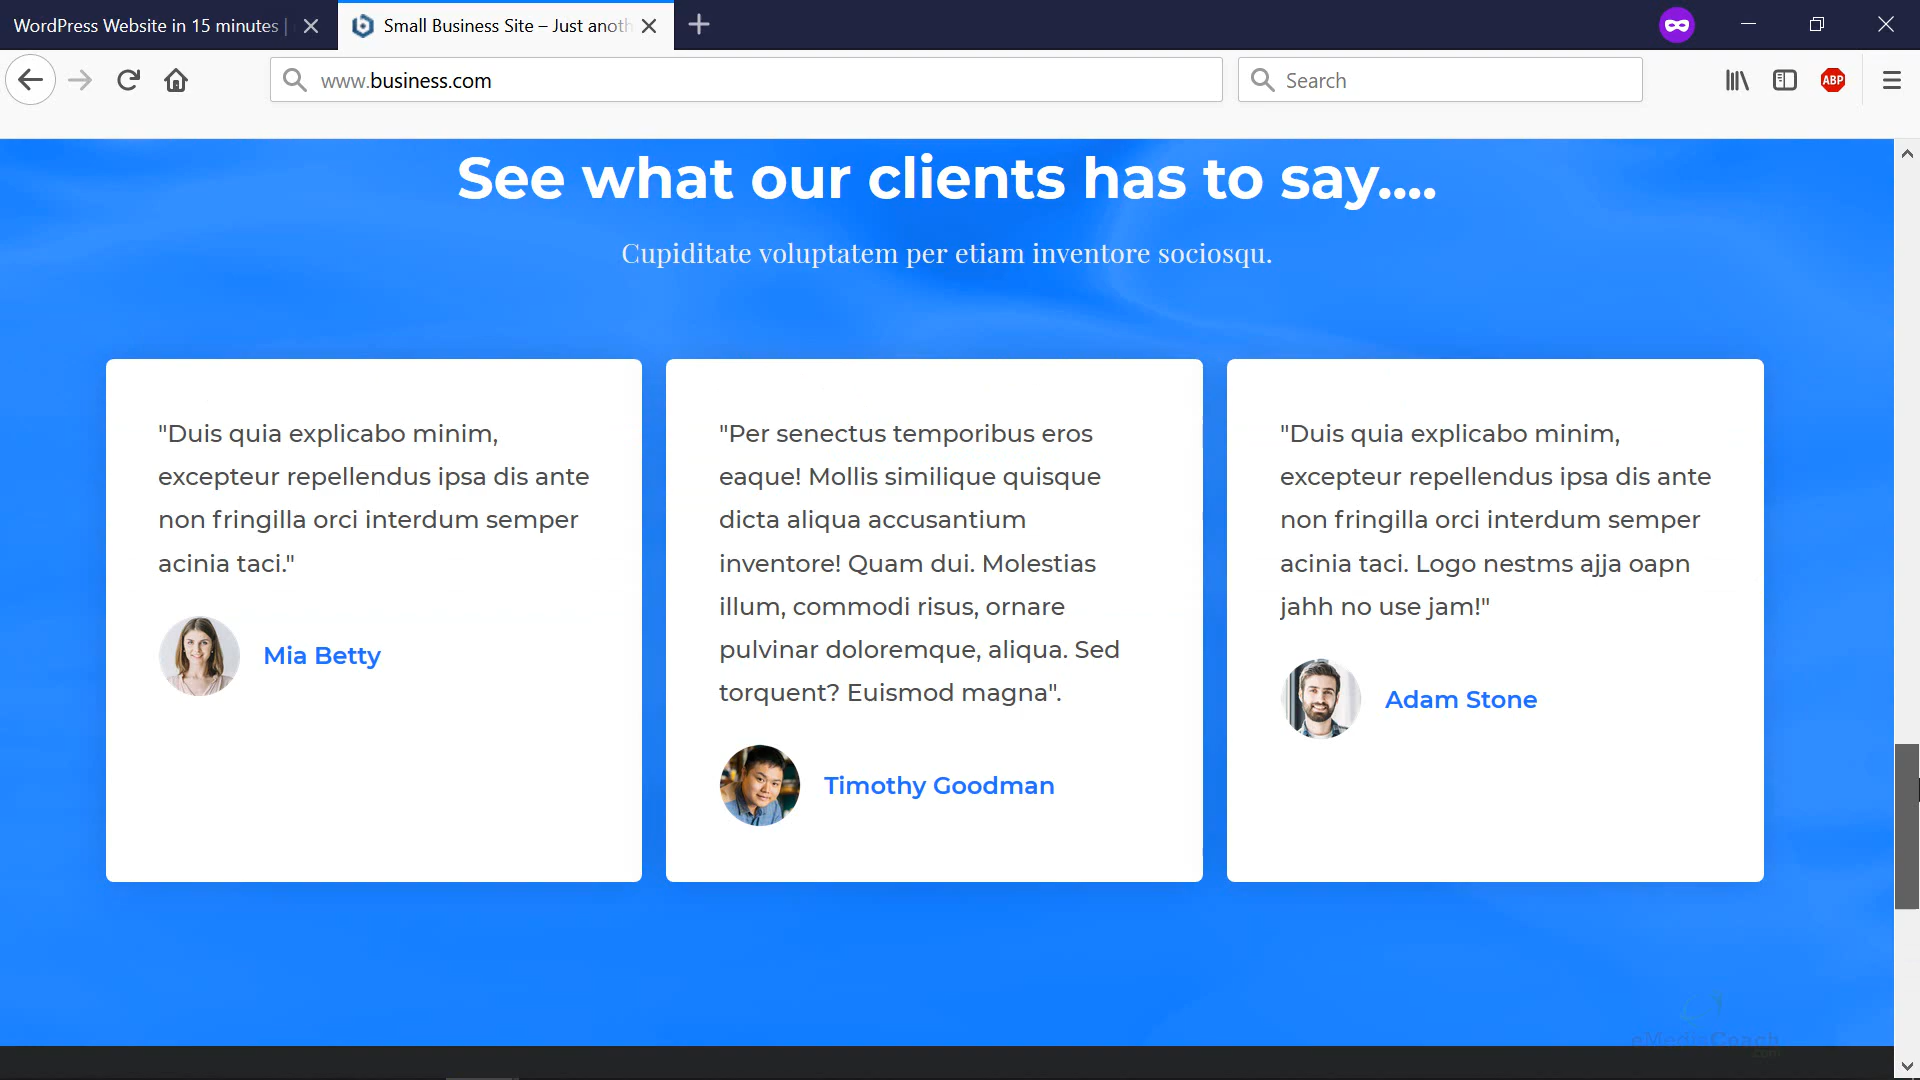 WordPress Website in 15 minutes |
Small Business Site – Just anoth
www.business.com
Search
ABP
See what our clients has to say....
Cupiditate voluptatem per etiam inventore sociosqu.
"Duis quia explicabo minim,
excepteur repellendus ipsa dis ante
non fringilla orci interdum semper
acinia taci."
Mia Betty
"Per senectus temporibus eros
eaque! Mollis similique quisque
dicta aliqua accusantium
inventore! Quam dui. Molestias
illum, commodi risus, ornare
pulvinar doloremque, aliqua. Sed
torquent? Euismod magna".
Timothy Goodman
"Duis quia explicabo minim,
excepteur repellendus ipsa dis ante
non fringilla orci interdum semper
acinia taci. Logo nestms ajja oapn
jahh no use jam!"
Adam Stone
eMediaCoach
.com